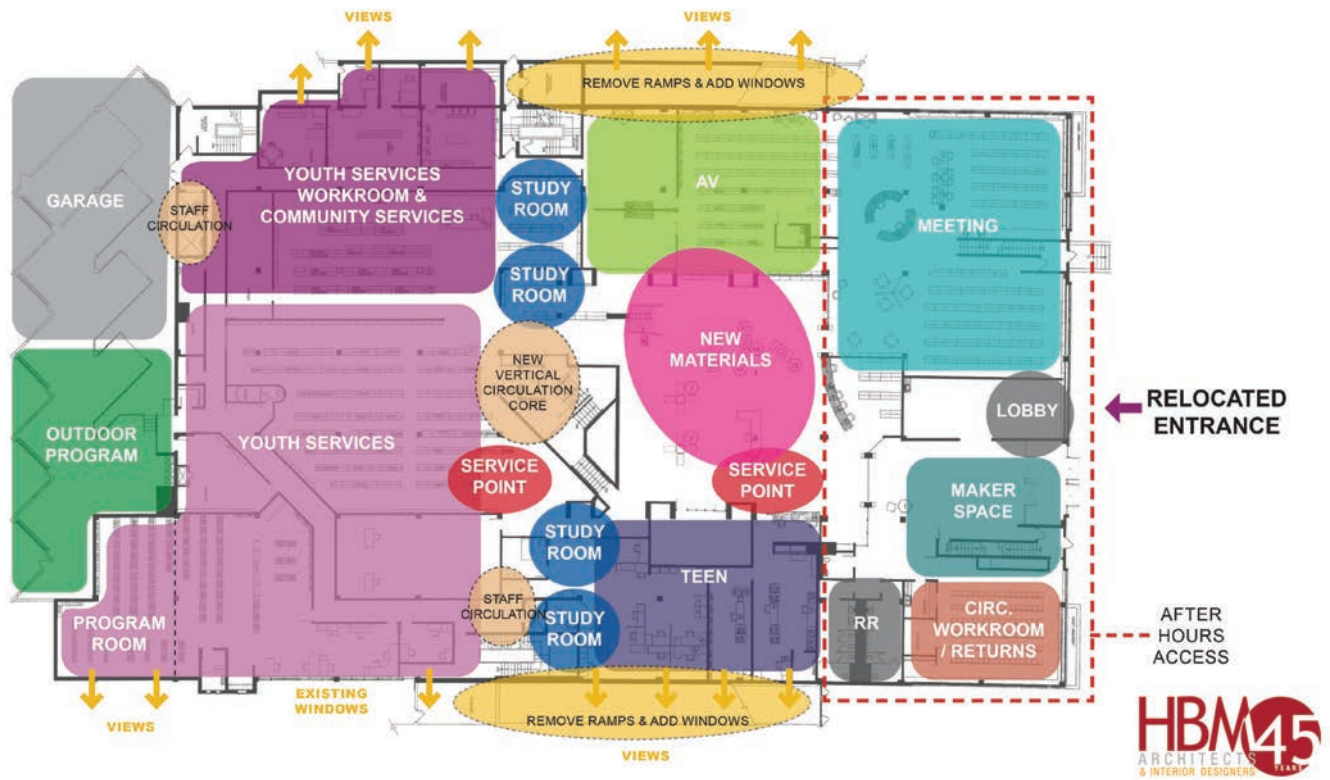 VIEWS
VIEWS
REMOVE RAMPS & ADD WINDOWS
GARAGE
STAFF
CIRCULATION
YOUTH SERVICES
WORKROOM &
COMMUNITY SERVICES
STUDY
ROOM
AV
MEETING
STUDY
ROOM
NEW
VERTICAL
CIRCULATION
CORE
NEW
MATERIALS
LOBBY
RELOCATED
ENTRANCE
OUTDOOR
PROGRAM
YOUTH SERVICES
SERVICE
POINT
SERVICE
POINT
MAKER
SPACE
STUDY
ROOM
TEEN
STAFF
CIRCULATION
STUDY
ROOM
PROGRAM
ROOM
RR
CIRC.
WORKROOM
/ RETURNS
AFTER
HOURS
ACCESS
VIEWS
EXISTING
WINDOWS
REMOVE RAMPS & ADD WINDOWS
VIEWS
HBM45
ARCHITECTS YEARS
& INTERIOR DESIGNERS